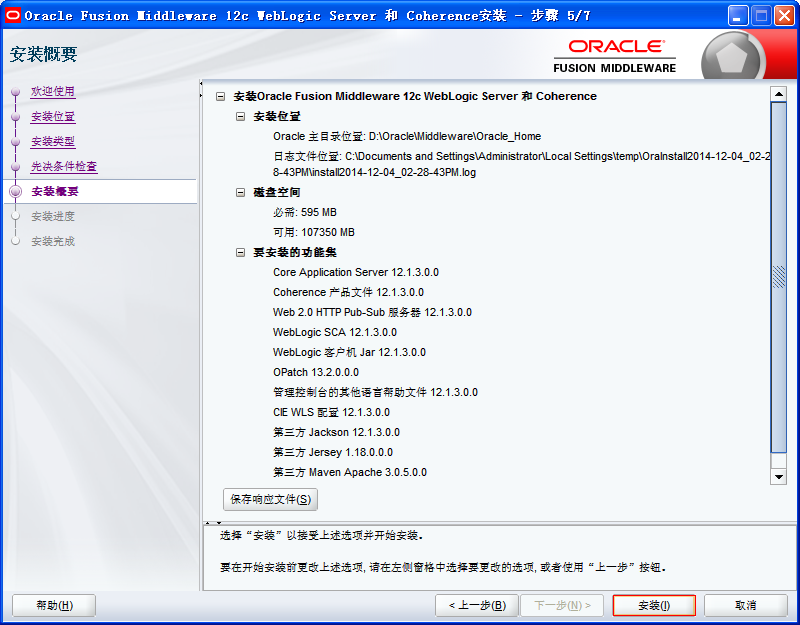 Oracle Fusion Middleware 12c WebLogic Server 和 Coherence安装 - 步骤 5/7
安装概要
ORACLE®
FUSION MIDDLEWARE
欢迎使用
安装位置
安装类型
先决条件检查
安装概要
安装进度
安装完成
安装Oracle Fusion Middleware 12c WebLogic Server 和 Coherence
安装位置
Oracle 主目录位置: D:\Oracle\Middleware\Oracle_Home
日志文件位置: C:\Documents and Settings\Administrator\Local Settings\temp\OraInstall2014-12-04_02-2
8-43PM\install2014-12-04_02-28-43PM.log
磁盘空间
必需: 595 MB
可用: 107350 MB
要安装的功能集
Core Application Server 12.1.3.0.0
Coherence 产品文件 12.1.3.0.0
Web 2.0 HTTP Pub-Sub 服务器 12.1.3.0.0
WebLogic SCA 12.1.3.0.0
WebLogic 客户机 Jar 12.1.3.0.0
OPatch 13.2.0.0.0
管理控制台的其他语言帮助文件 12.1.3.0.0
CIE WLS 配置 12.1.3.0.0
第三方 Jackson 12.1.3.0.0
第三方 Jersey 1.18.0.0.0
第三方 Maven Apache 3.0.5.0.0
保存响应文件(S)
选择“安装”以接受上述选项并开始安装。
要在开始安装前更改上述选项, 请在左侧窗格中选择要更改的选项, 或者使用“上一步”按钮。
帮助(H)
< 上一步(B)
下一步(N) >
安装(I)
取消